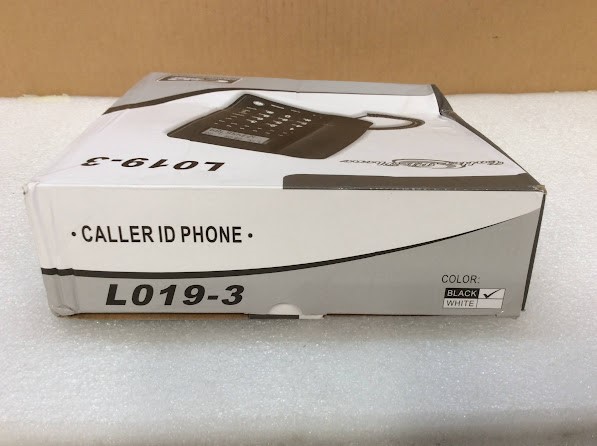 L019-3
• CALLER ID PHONE •
L019-3
COLOR:
BLACK
WHITE